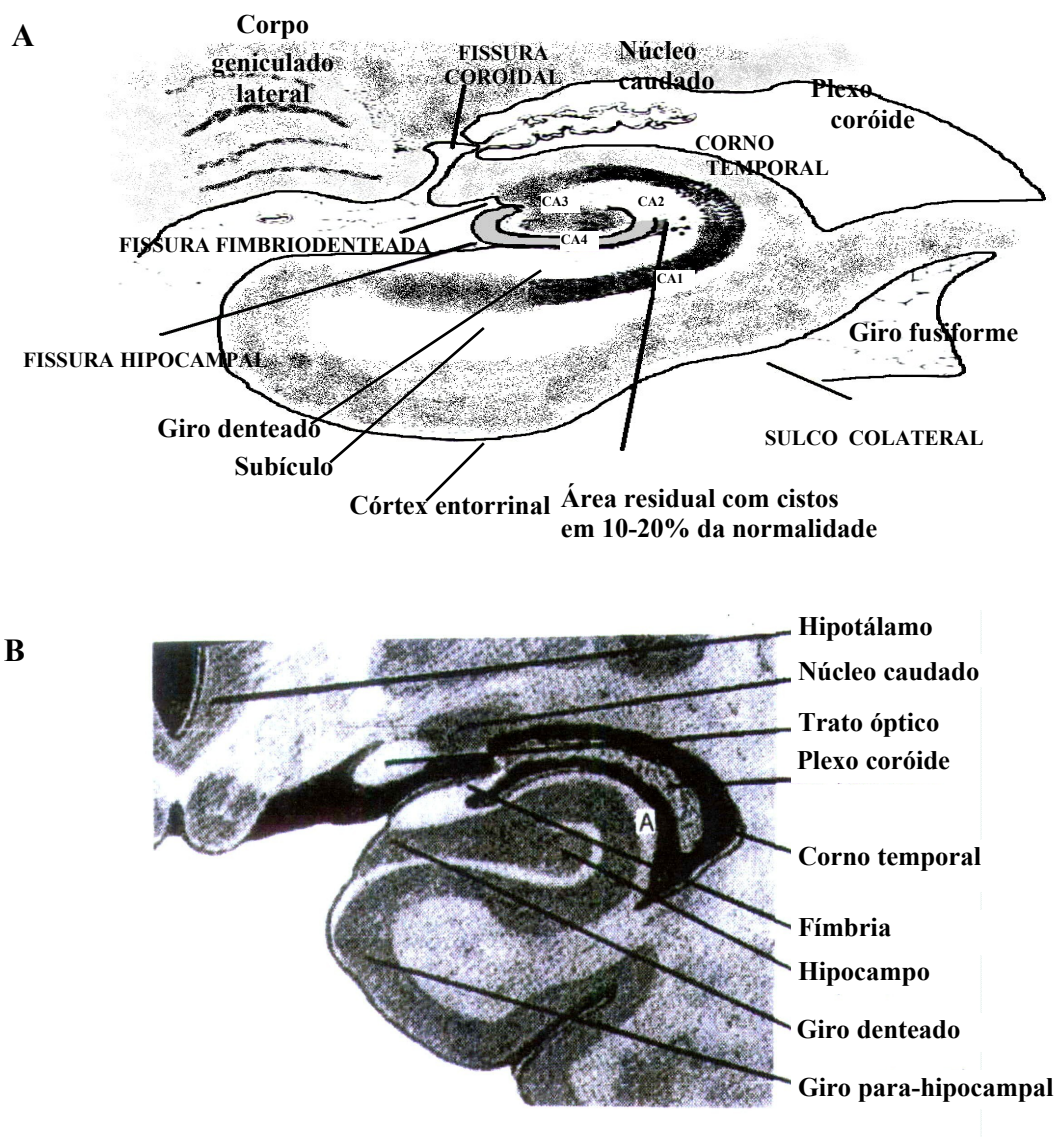 A
Corpo
geniculado
lateral
FISSURA
COROIDAL
Núcleo
caudado
Plexo
coróide
CORNO
TEMPORAL
CA3
CA2
CA4
CA1
FISSURA FIMBRIODENTEADA
FISSURA HIPOCAMPAL
Giro fusiforme
Giro denteado
Subículo
Córtex entorrinal
SULCO COLATERAL
Área residual com cistos
em 10-20% da normalidade
B
Hipotálamo
Núcleo caudado
Trato óptico
Plexo coróide
A
Corno temporal
Fímbria
Hipocampo
Giro denteado
Giro para-hipocampal